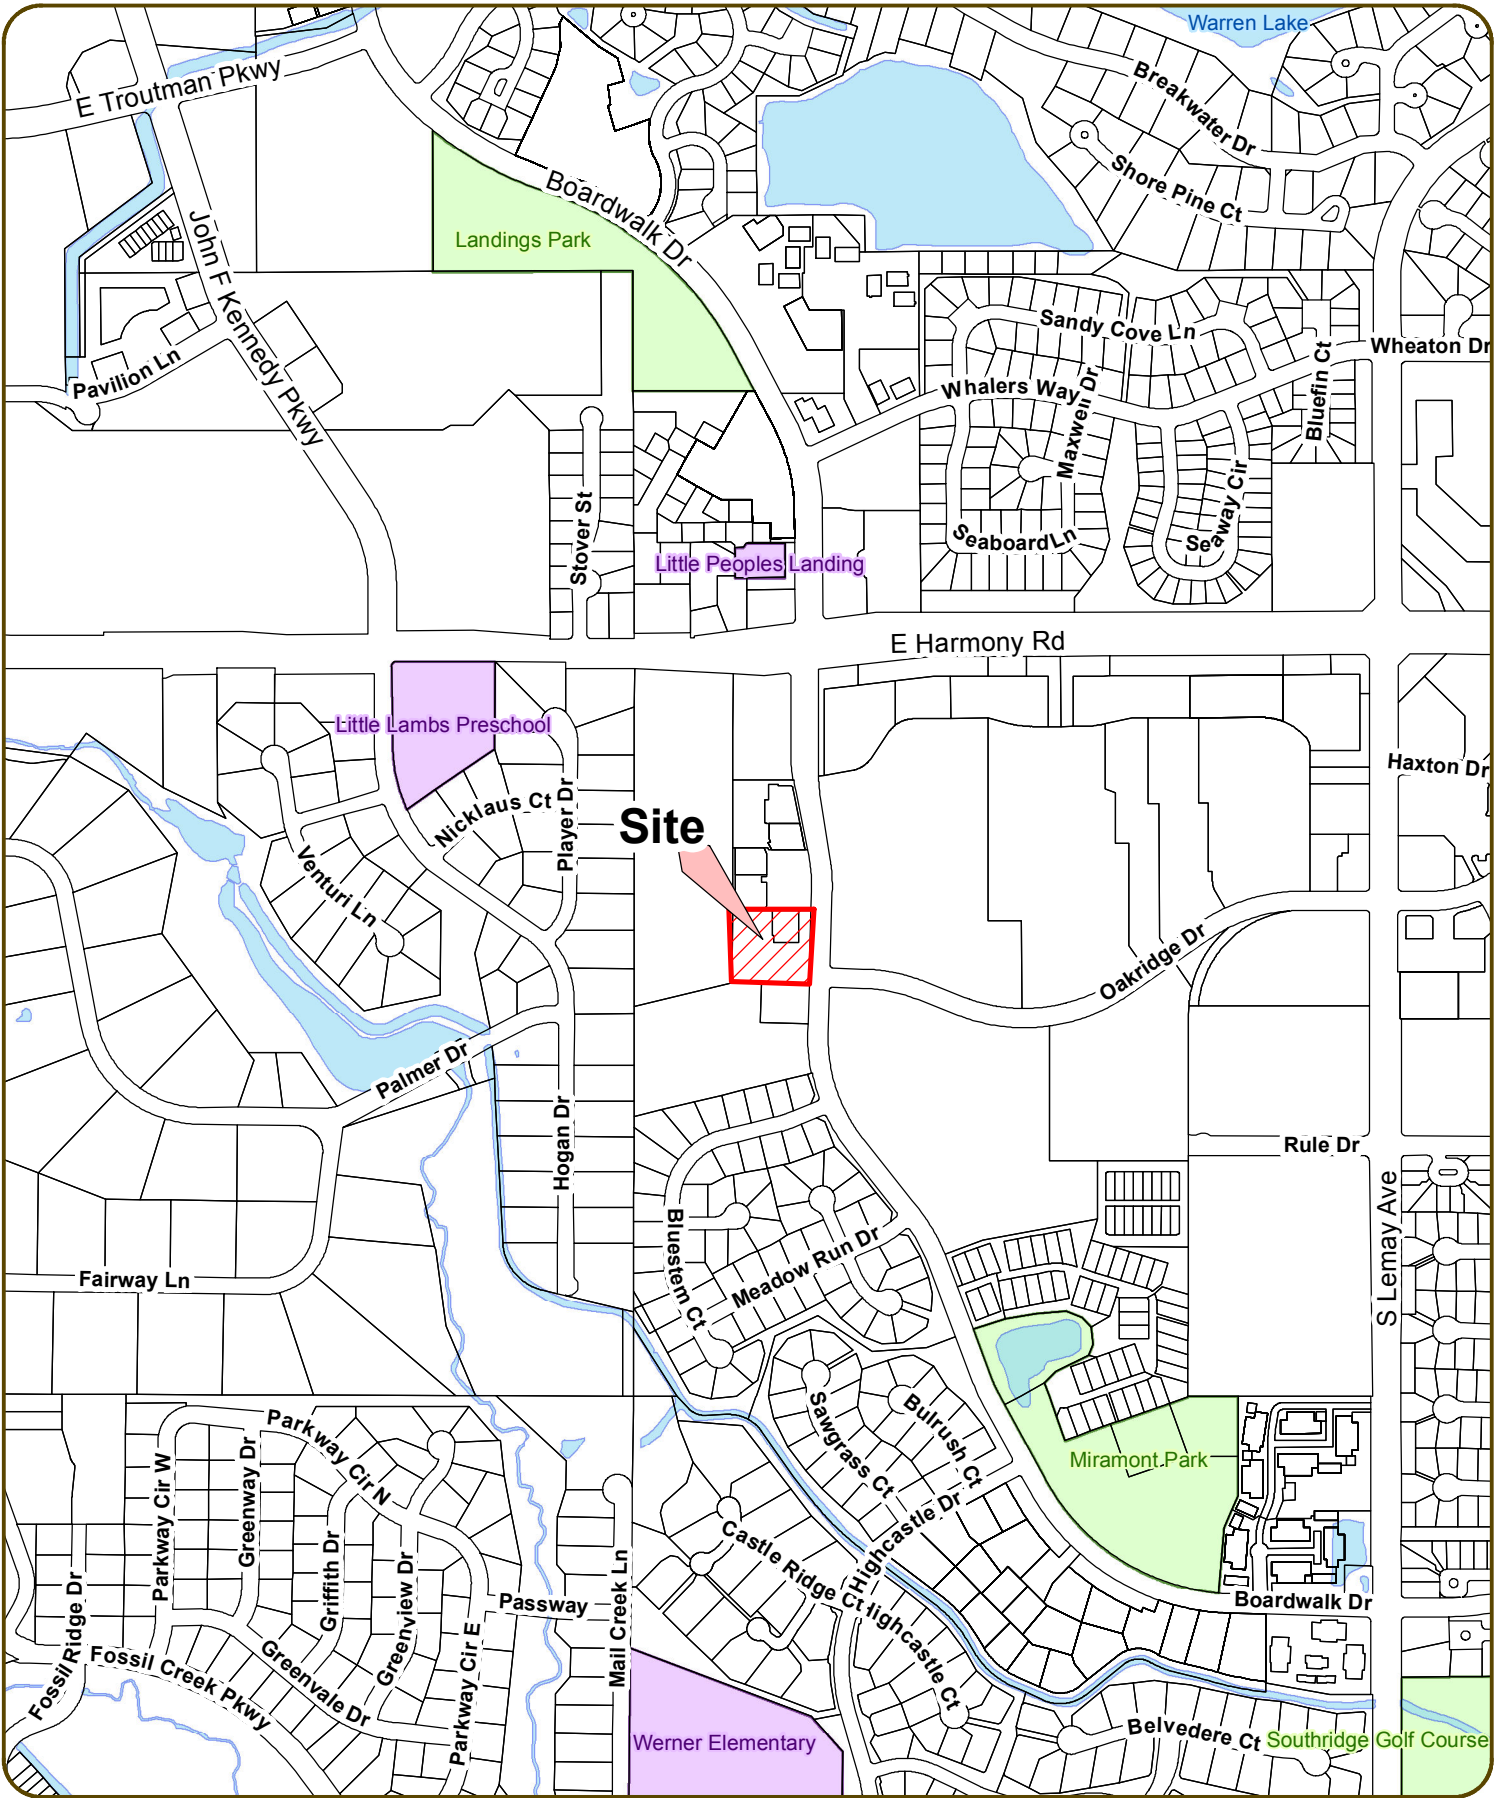 Warren Lake
E Troutman Pkwy
Breakwater Dr
Shore Pine Ct
Boardwalk Dr
Landings Park
John F Kennedy Pkwy
Sandy Cove Ln
Wheaton Dr
Pavilion Ln
Whalers Way
Maxwell Dr
Bluefin Ct
Stover St
Seaway Cir
Seaboard Ln
Little Peoples Landing
E Harmony Rd
Little Lambs Preschool
Haxton Dr
Nicklaus Ct
Player Dr
Site
Venturi Ln
Oakridge Dr
Palmer Dr
Hogan Dr
Rule Dr
S Lemay Ave
Bluestem Ct
Meadow Run Dr
Fairway Ln
Sawgrass Ct
Bulrush Ct
Parkway Cir N
Miramont Park
Parkway Cir W
Greenway Dr
Griffith Dr
Greenview Dr
Castle Ridge Ct
Highcastle Dr
Fossil Ridge Dr
Passway
Boardwalk Dr
Mail Creek Ln
Highcastle Ct
Fossil Creek Pkwy
Greenvale Dr
Parkway Cir E
Werner Elementary
Belvedere Ct
Southridge Golf Course